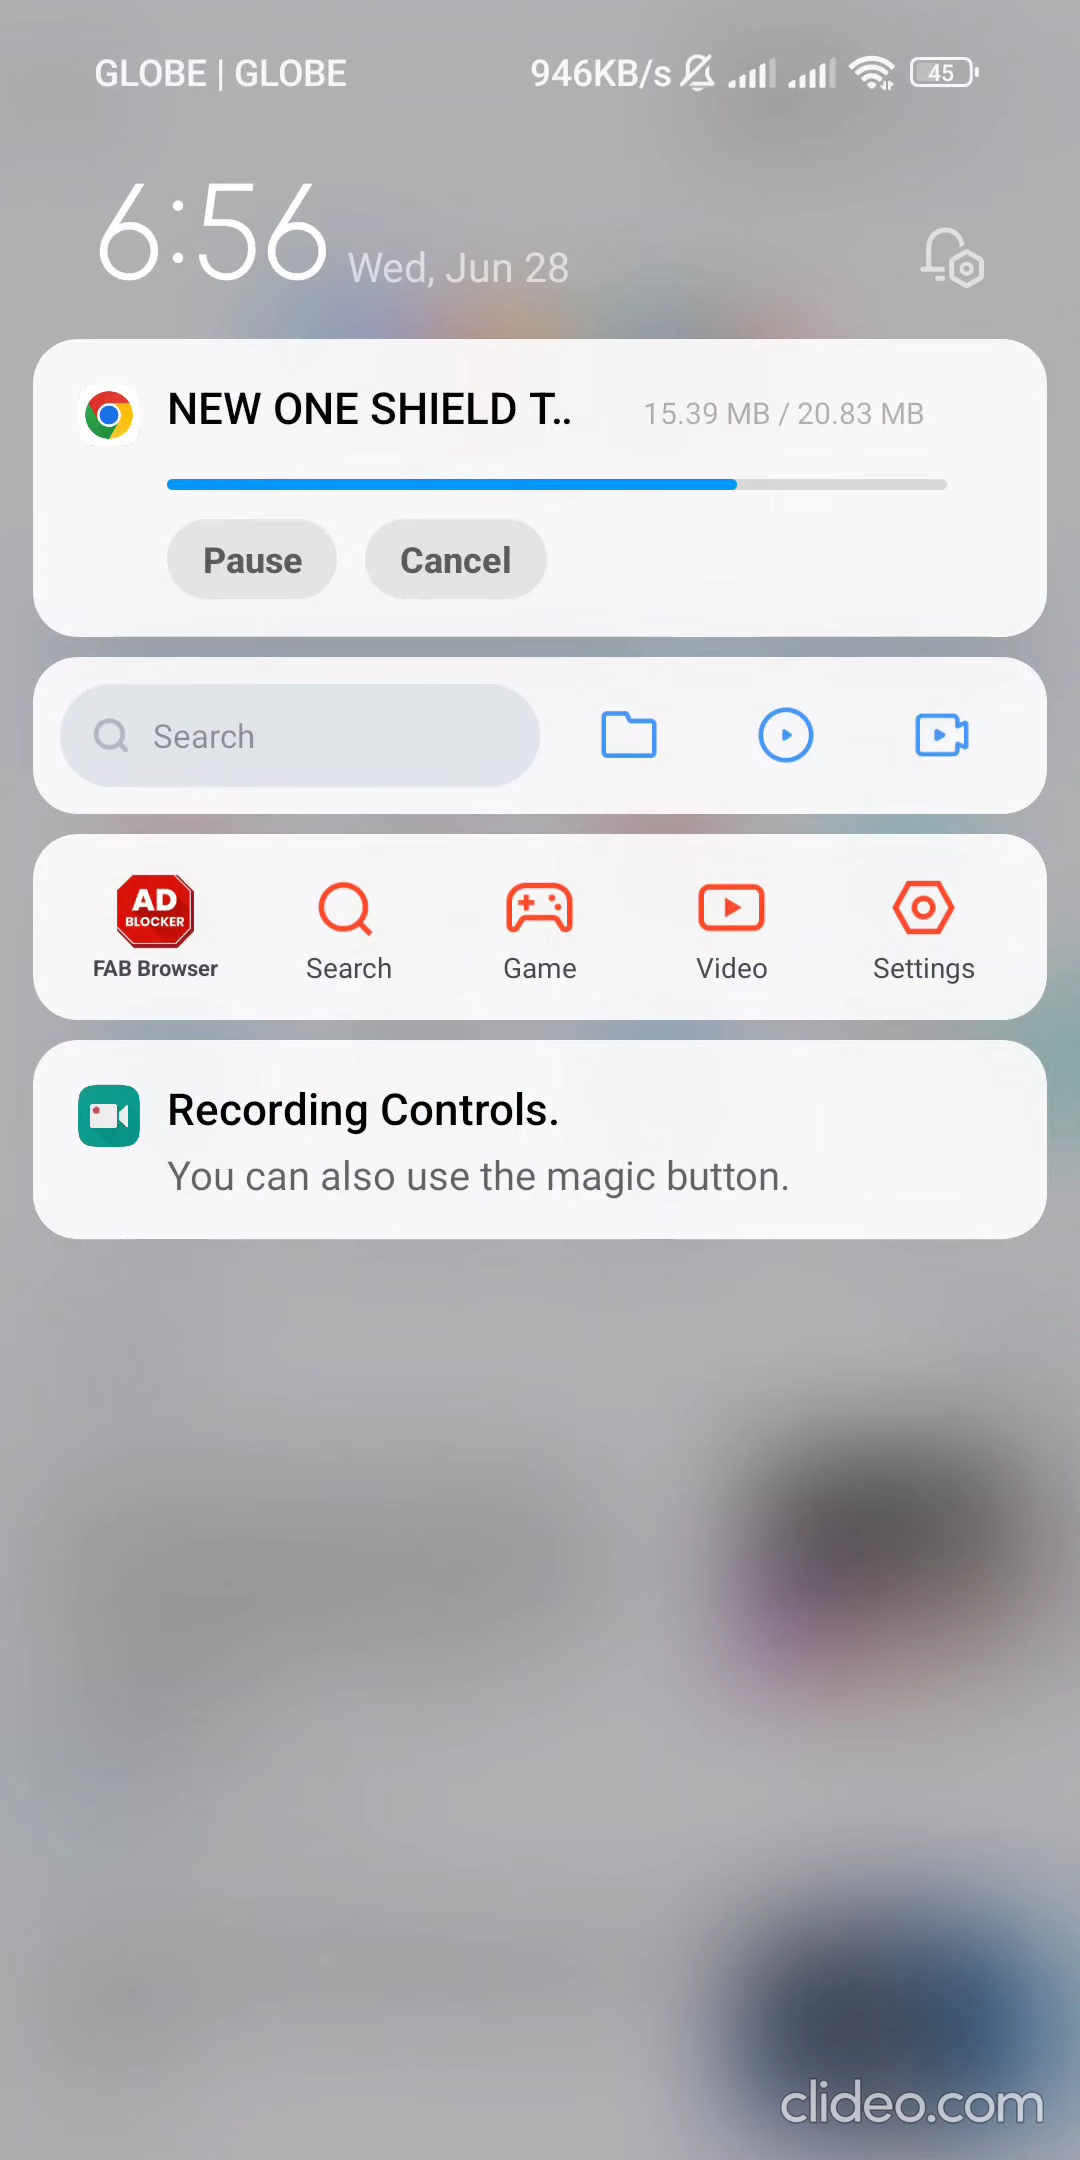 GLOBE | GLOBE 946KB/s 45
6:56 Wed, Jun 28
NEW ONE SHIELD T.. 15.39 MB / 20.83 MB
Pause Cancel
Search
AD
BLOCKER
FAB Browser Search Game Video Settings
Recording Controls.
You can also use the magic button.
clideo.com